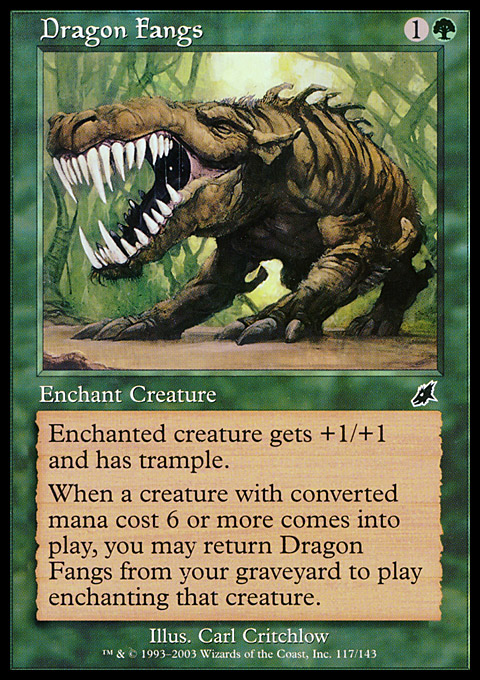 Dragon Fangs 1
Enchant Creature
Enchanted creature gets +1/+1
and has trample.
When a creature with converted
mana cost 6 or more comes into
play, you may return Dragon
Fangs from your graveyard to play
enchanting that creature.
Illus. Carl Critchlow
™ & © 1993–2003 Wizards of the Coast, Inc. 117/143